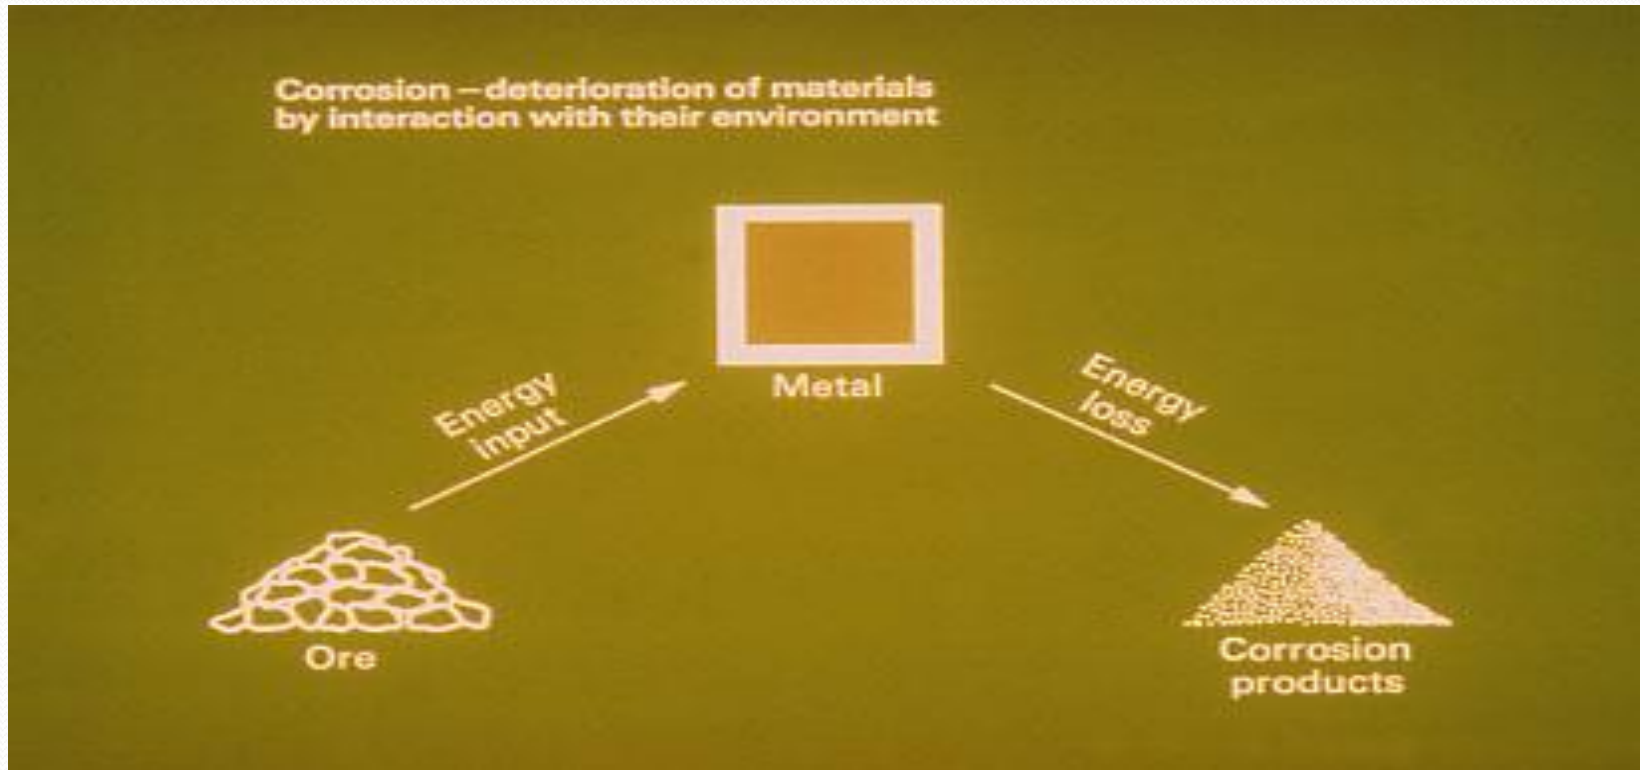 Corrosion—deterioration of materials
by interaction with their environment
Metal
Energy
input
Energy
loss
Ore
Corrosion
products